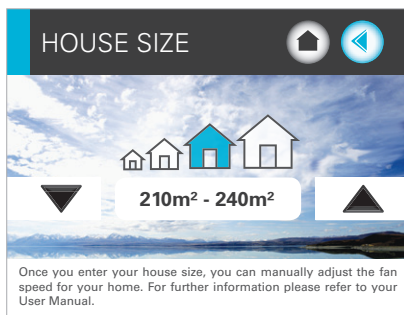 HOUSE SIZE
210m² - 240m²
Once you enter your house size, you can manually adjust the fan
speed for your home. For further information please refer to your
User Manual.